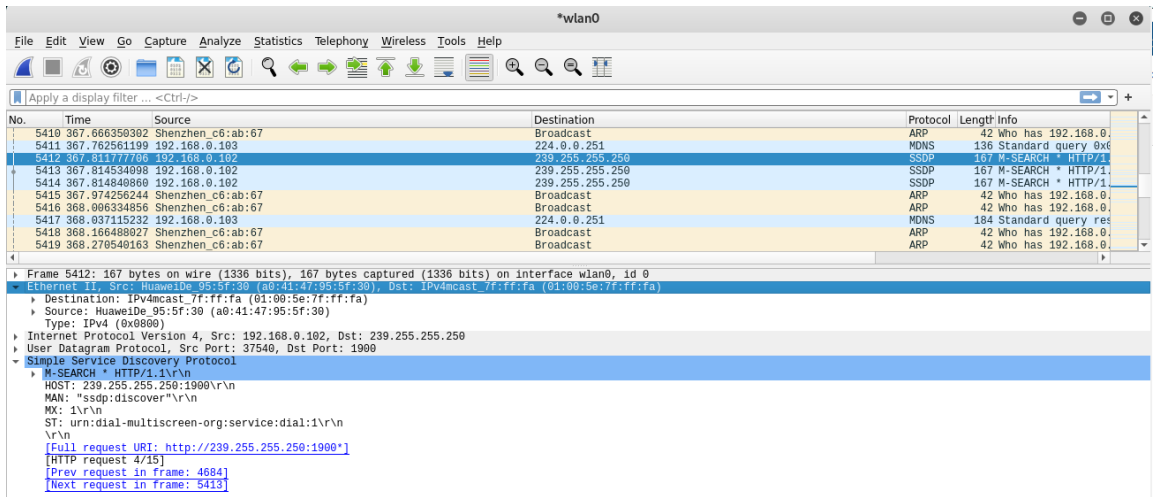 *wlan0
File Edit View Go Capture Analyze Statistics Telephony Wireless Tools Help
Apply a display filter ... <Ctrl-/>
No. Time Source Destination Protocol Length Info
5410 367.666350302 Shenzhen_c6:ab:67 Broadcast ARP 42 Who has 192.168.0.
5411 367.762561199 192.168.0.103 224.0.0.251 MDNS 136 Standard query 0x0
5412 367.811777706 192.168.0.102 239.255.255.250 SSDP 167 M-SEARCH * HTTP/1.
5413 367.814534098 192.168.0.102 239.255.255.250 SSDP 167 M-SEARCH * HTTP/1.
5414 367.814840860 192.168.0.102 239.255.255.250 SSDP 167 M-SEARCH * HTTP/1.
5415 367.974256244 Shenzhen_c6:ab:67 Broadcast ARP 42 Who has 192.168.0.
5416 368.006334856 Shenzhen_c6:ab:67 Broadcast ARP 42 Who has 192.168.0.
5417 368.037115232 192.168.0.103 224.0.0.251 MDNS 184 Standard query res
5418 368.166488027 Shenzhen_c6:ab:67 Broadcast ARP 42 Who has 192.168.0.
5419 368.270540163 Shenzhen_c6:ab:67 Broadcast ARP 42 Who has 192.168.0.
Frame 5412: 167 bytes on wire (1336 bits), 167 bytes captured (1336 bits) on interface wlan0, id 0
Ethernet II, Src: HuaweiDe_95:5f:30 (a0:41:47:95:5f:30), Dst: IPv4mcast_7f:ff:fa (01:00:5e:7f:ff:fa)
Destination: IPv4mcast_7f:ff:fa (01:00:5e:7f:ff:fa)
Source: HuaweiDe_95:5f:30 (a0:41:47:95:5f:30)
Type: IPv4 (0x0800)
Internet Protocol Version 4, Src: 192.168.0.102, Dst: 239.255.255.250
User Datagram Protocol, Src Port: 37540, Dst Port: 1900
Simple Service Discovery Protocol
M-SEARCH * HTTP/1.1\r\n
HOST: 239.255.255.250:1900\r\n
MAN: "ssdp:discover"\r\n
MX: 1\r\n
ST: urn:dial-multiscreen-org:service:dial:1\r\n
\r\n
[Full request URI: http://239.255.255.250:1900*]
[HTTP request 4/15]
[Prev request in frame: 4684]
[Next request in frame: 5413]